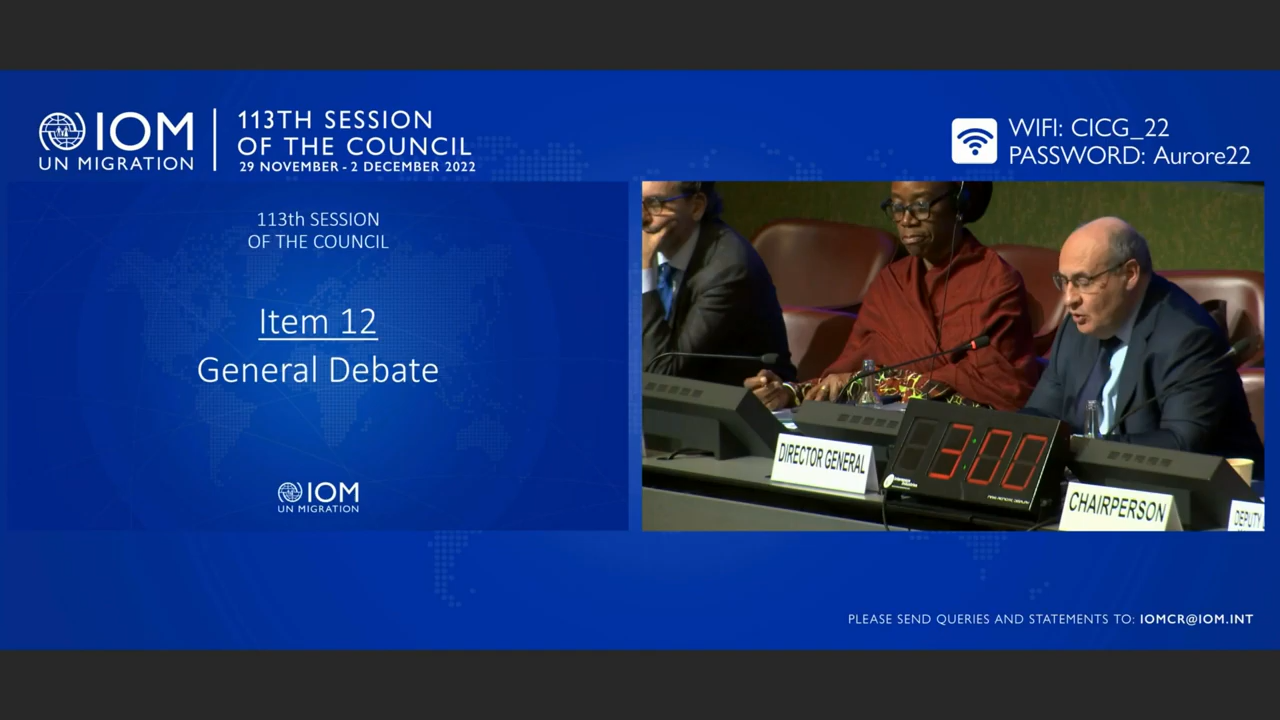 IOM
UN MIGRATION
113TH SESSION
OF THE COUNCIL
29 NOVEMBER - 2 DECEMBER 2022
WIFI: CICG_22
PASSWORD: Aurore22
113th SESSION
OF THE COUNCIL
Item 12
General Debate
IOM
UN MIGRATION
DIRECTOR GENERAL
3:00
CHAIRPERSON
DEPUTY
PLEASE SEND QUERIES AND STATEMENTS TO: IOMCR@IOM.INT